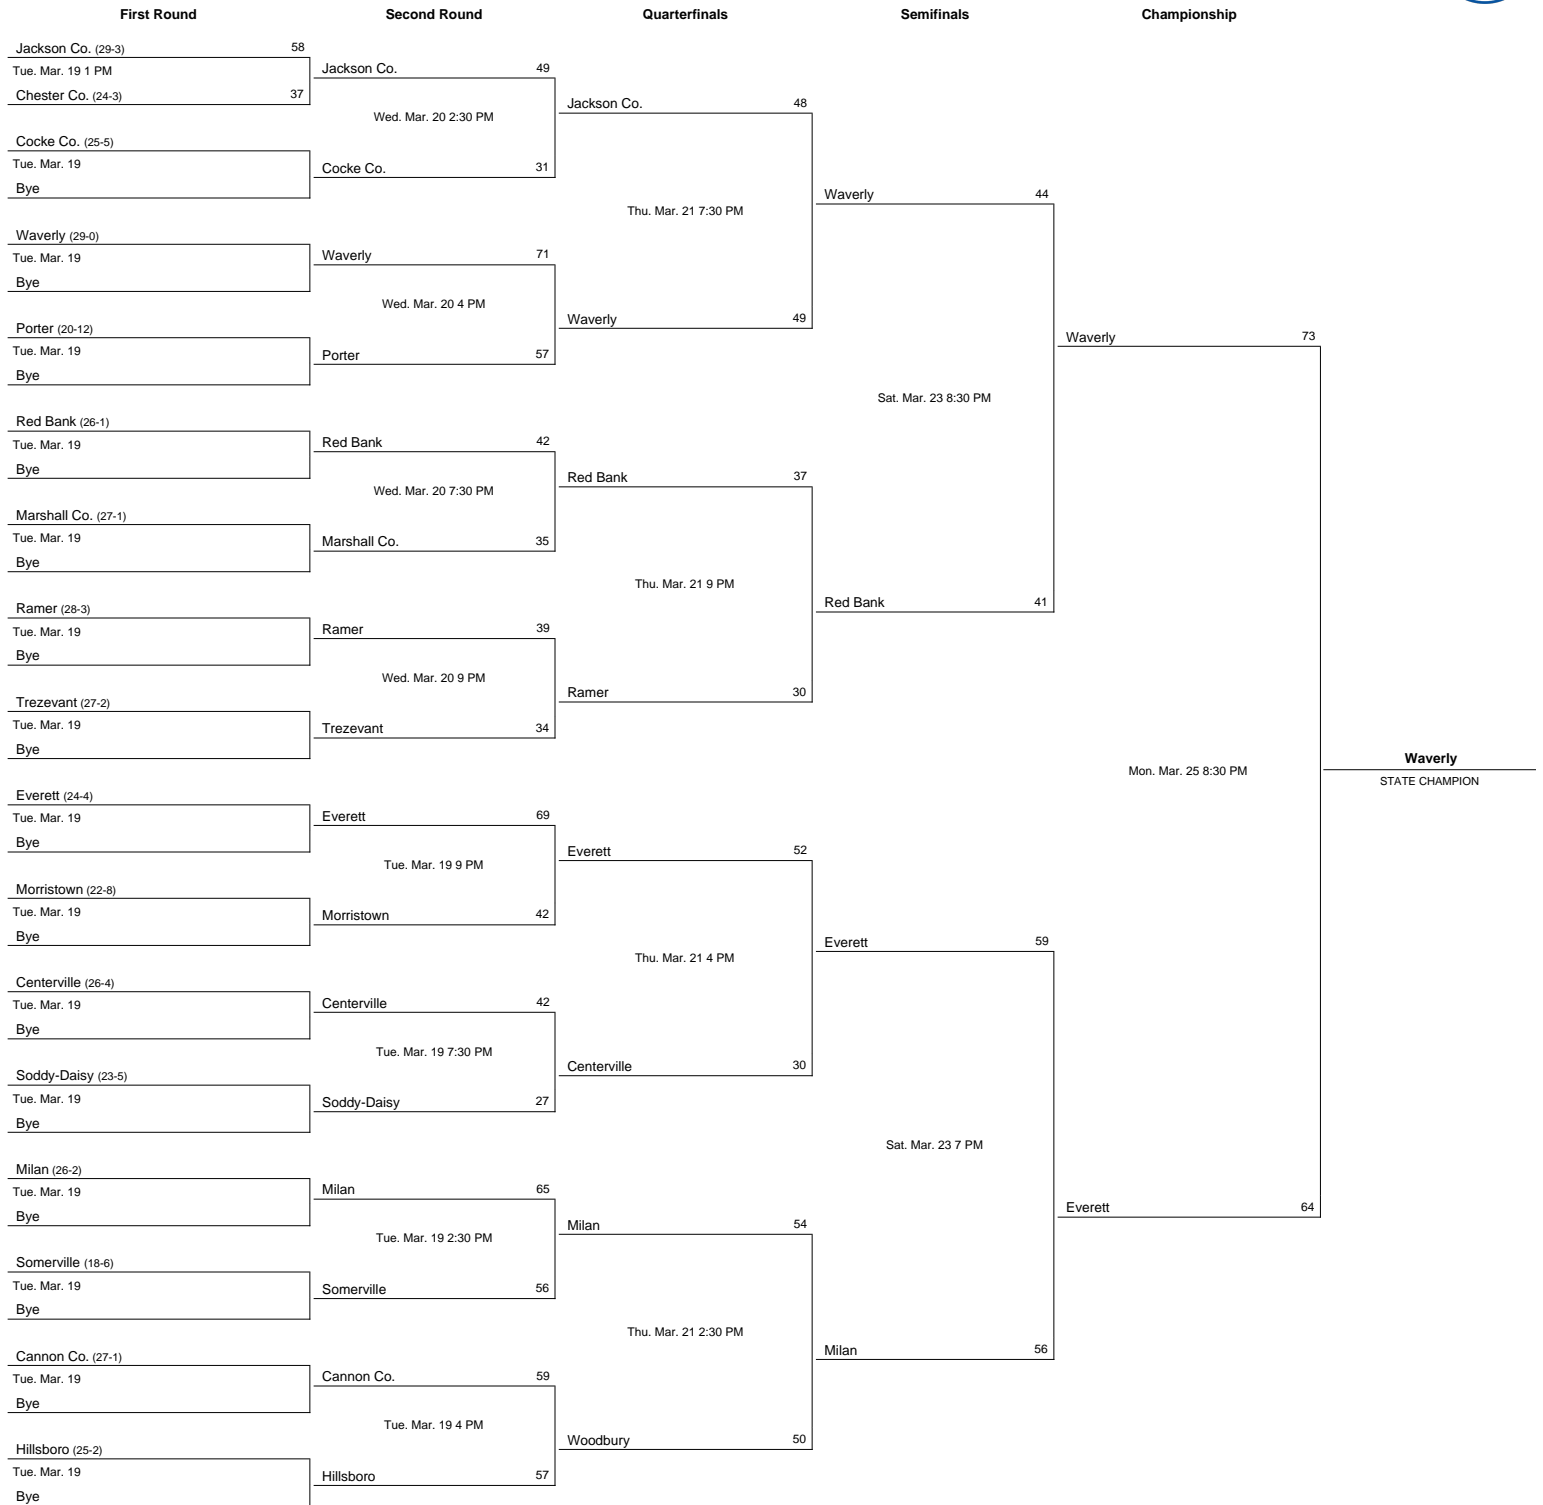 First Round
Second Round
Quarterfinals
Semifinals
Championship
Jackson Co. (29-3) 58
Tue. Mar. 19 1 PM
Chester Co. (24-3) 37
Cocke Co. (25-5)
Tue. Mar. 19
Bye
Waverly (29-0)
Tue. Mar. 19
Bye
Porter (20-12)
Tue. Mar. 19
Bye
Red Bank (26-1)
Tue. Mar. 19
Bye
Marshall Co. (27-1)
Tue. Mar. 19
Bye
Ramer (28-3)
Tue. Mar. 19
Bye
Trezevant (27-2)
Tue. Mar. 19
Bye
Everett (24-4)
Tue. Mar. 19
Bye
Morristown (22-8)
Tue. Mar. 19
Bye
Centerville (26-4)
Tue. Mar. 19
Bye
Soddy-Daisy (23-5)
Tue. Mar. 19
Bye
Milan (26-2)
Tue. Mar. 19
Bye
Somerville (18-6)
Tue. Mar. 19
Bye
Cannon Co. (27-1)
Tue. Mar. 19
Bye
Hillsboro (25-2)
Tue. Mar. 19
Bye
Jackson Co. 49
Wed. Mar. 20 2:30 PM
Cocke Co. 31
Waverly 71
Wed. Mar. 20 4 PM
Porter 57
Red Bank 42
Wed. Mar. 20 7:30 PM
Marshall Co. 35
Ramer 39
Wed. Mar. 20 9 PM
Trezevant 34
Everett 69
Tue. Mar. 19 9 PM
Morristown 42
Centerville 42
Tue. Mar. 19 7:30 PM
Soddy-Daisy 27
Milan 65
Tue. Mar. 19 2:30 PM
Somerville 56
Cannon Co. 59
Tue. Mar. 19 4 PM
Hillsboro 57
Jackson Co. 48
Thu. Mar. 21 7:30 PM
Waverly 49
Red Bank 37
Thu. Mar. 21 9 PM
Ramer 30
Everett 52
Thu. Mar. 21 4 PM
Centerville 30
Milan 54
Thu. Mar. 21 2:30 PM
Woodbury 50
Waverly 44
Sat. Mar. 23 8:30 PM
Red Bank 41
Everett 59
Sat. Mar. 23 7 PM
Milan 56
Waverly 73
Mon. Mar. 25 8:30 PM
Everett 64
Waverly
STATE CHAMPION